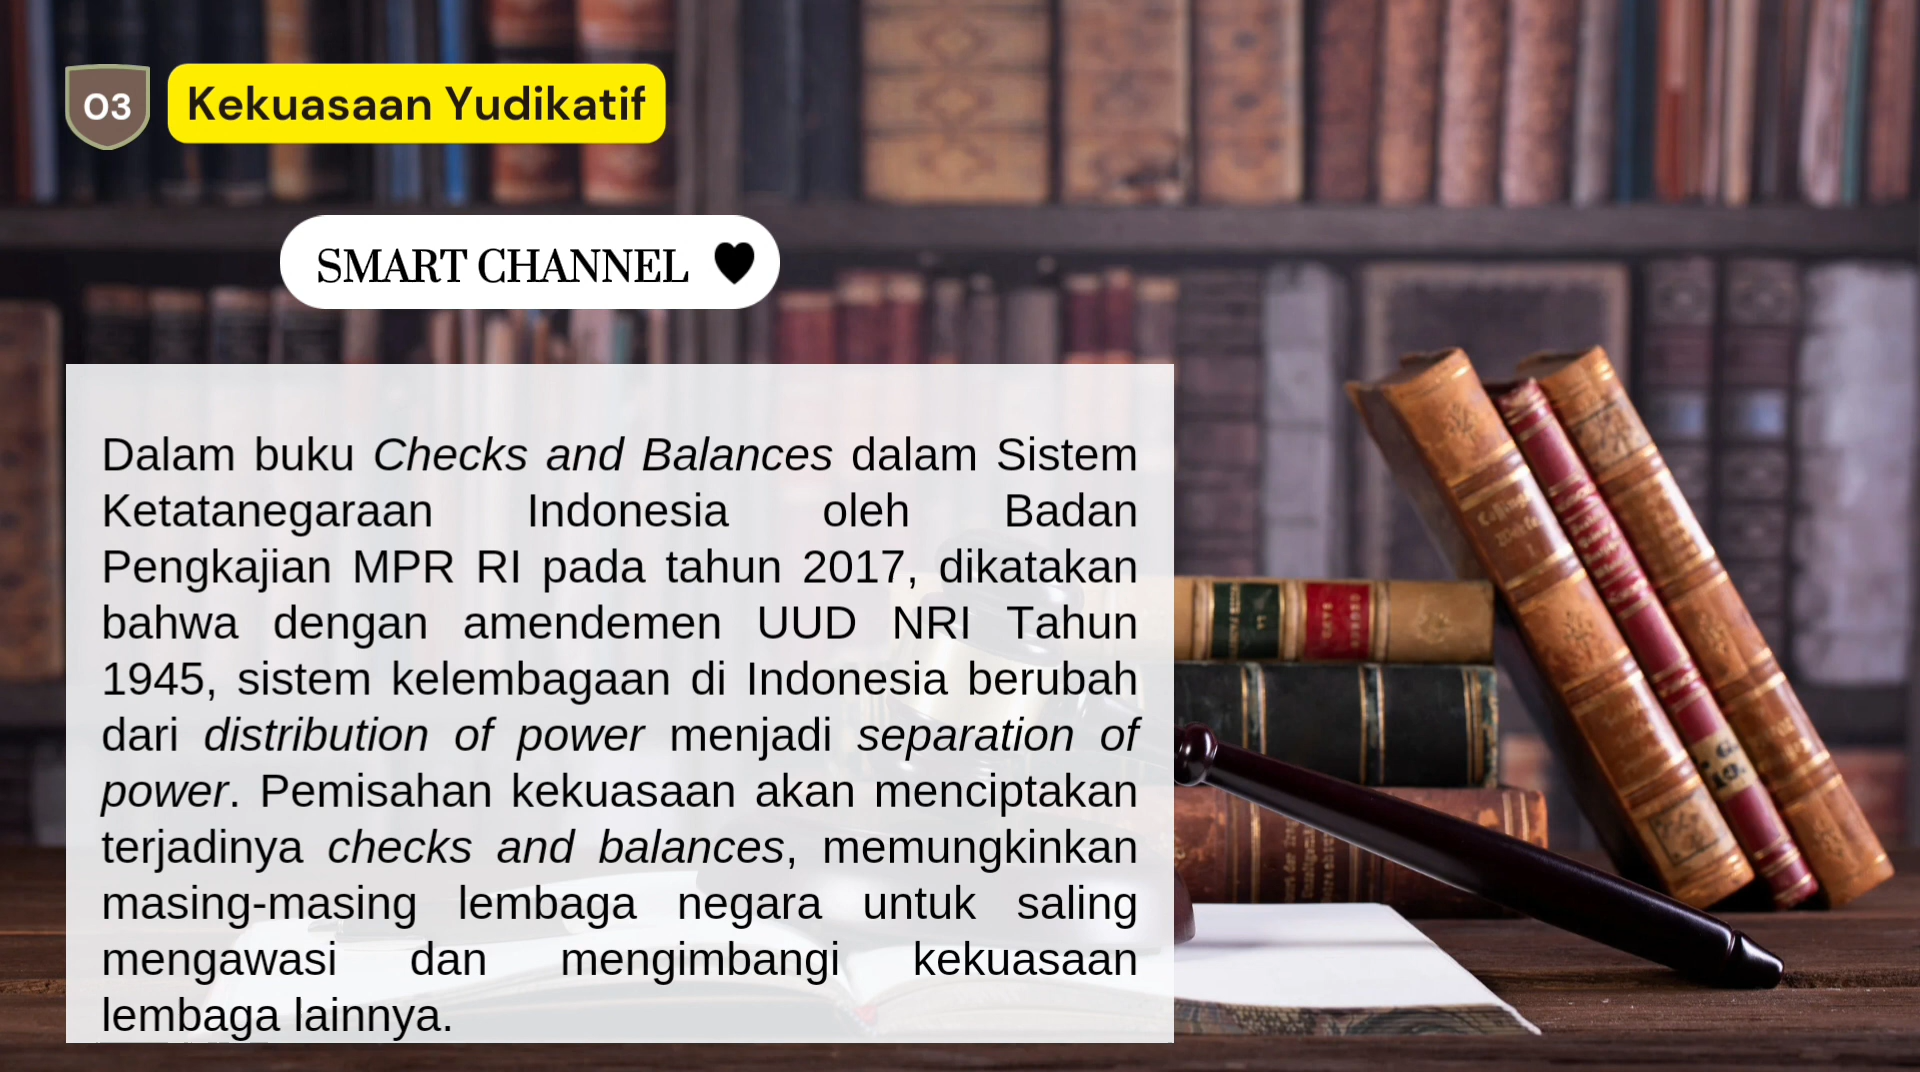 03
Kekuasaan Yudikatif
SMART CHANNEL
Dalam buku Checks and Balances dalam Sistem
Ketatanegaraan Indonesia oleh Badan
Pengkajian MPR RI pada tahun 2017, dikatakan
bahwa dengan amendemen UUD NRI Tahun
1945, sistem kelembagaan di Indonesia berubah
dari distribution of power menjadi separation of
power. Pemisahan kekuasaan akan menciptakan
terjadinya checks and balances, memungkinkan
masing-masing lembaga negara untuk saling
mengawasi dan mengimbangi kekuasaan
lembaga lainnya.